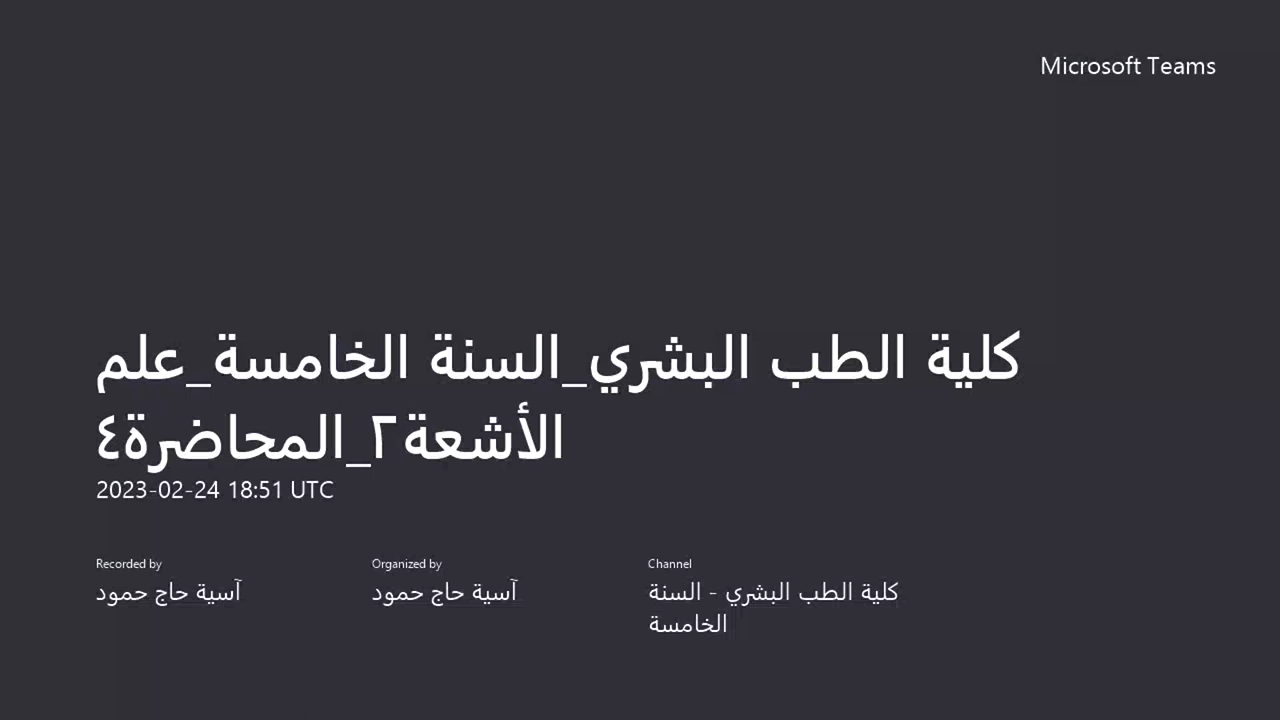 Microsoft Teams
كلية الطب البشري_السنة الخامسة_علم
الأشعة٢_المحاضرة٤
2023-02-24 18:51 UTC
Recorded by
آسية حاج حمود
Organized by
آسية حاج حمود
Channel
كلية الطب البشري - السنة
الخامسة